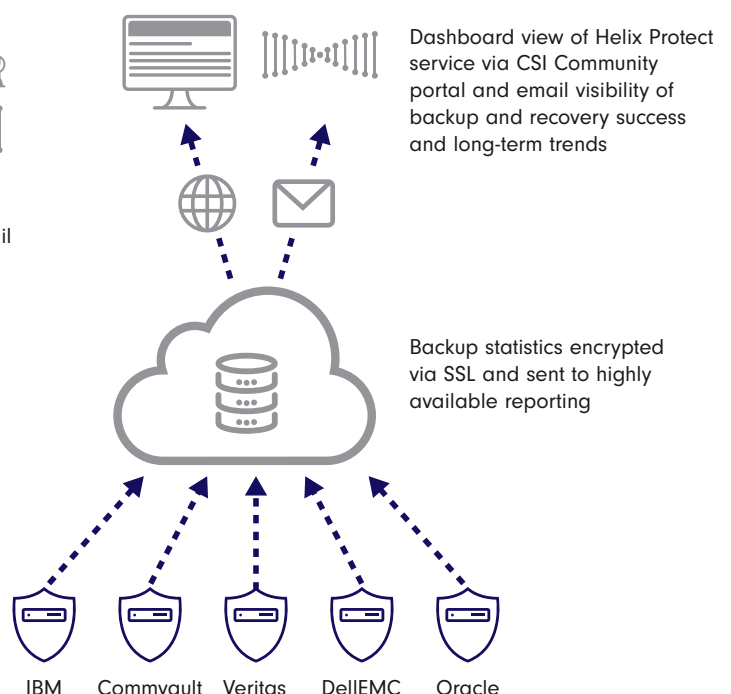 Dashboard view of Helix Protect
service via CSI Community
portal and email visibility of
backup and recovery success
and long-term trends
il
Backup statistics encrypted
via SSL and sent to highly
available reporting
IBM Commvault Veritas DellEMC Oracle